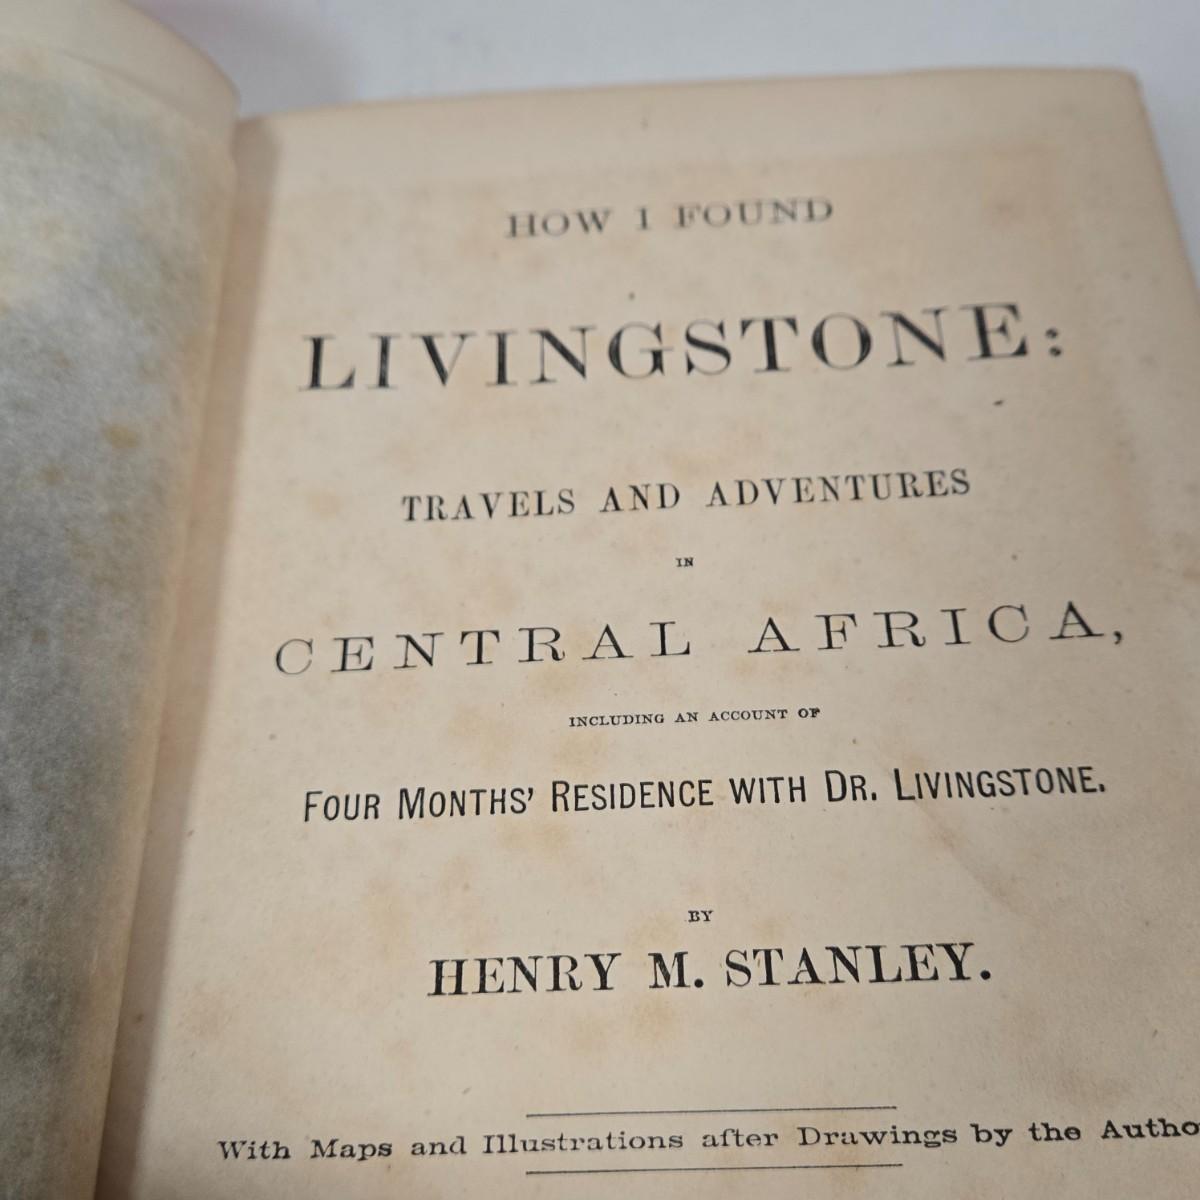 HOW I FOUND
LIVINGSTONE:
TRAVELS AND ADVENTURES
IN
CENTRAL AFRICA,
INCLUDING AN ACCOUNT OF
FOUR MONTHS' RESIDENCE WITH DR. LIVINGSTONE.
BY
HENRY M. STANLEY.
With Maps and Illustrations after Drawings by the Autho